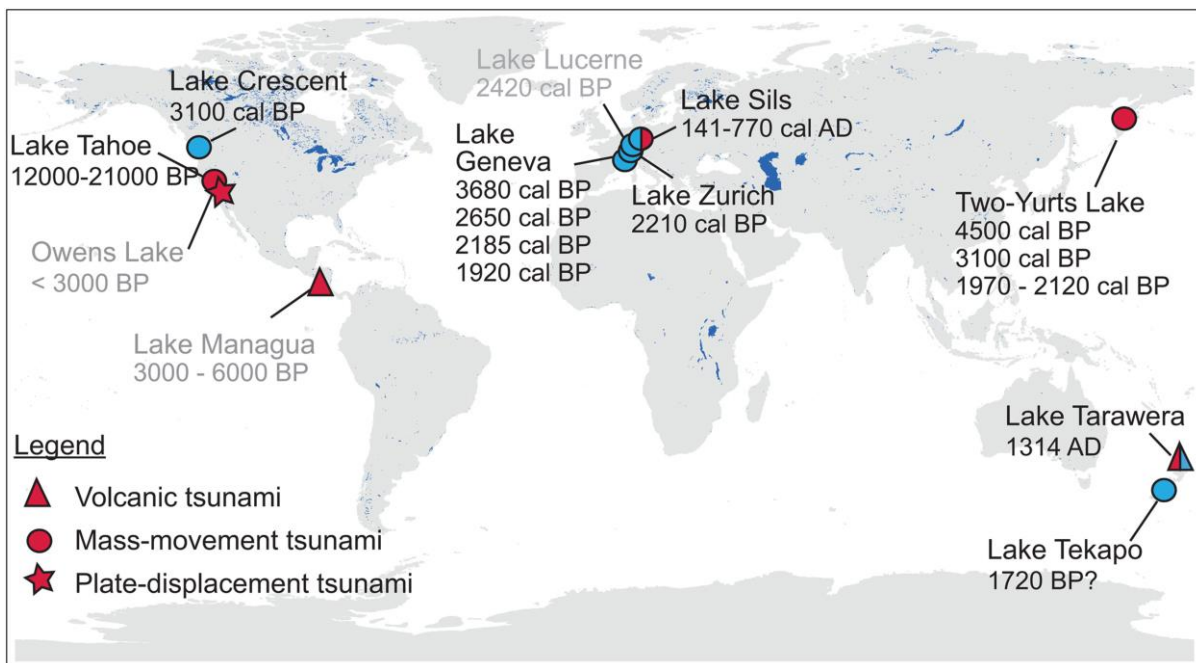 Lake Crescent
3100 cal BP
Lake Tahoe
12000-21000 BP
Owens Lake
< 3000 BP
Lake Managua
3000 - 6000 BP
Lake Lucerne
2420 cal BP
Lake Sils
141-770 cal AD
Lake
Geneva
3680 cal BP
2650 cal BP
2185 cal BP
1920 cal BP
Lake Zurich
2210 cal BP
Two-Yurts Lake
4500 cal BP
3100 cal BP
1970 - 2120 cal BP
Lake Tarawera
1314 AD
Lake Tekapo
1720 BP?
Legend
Volcanic tsunami
Mass-movement tsunami
Plate-displacement tsunami